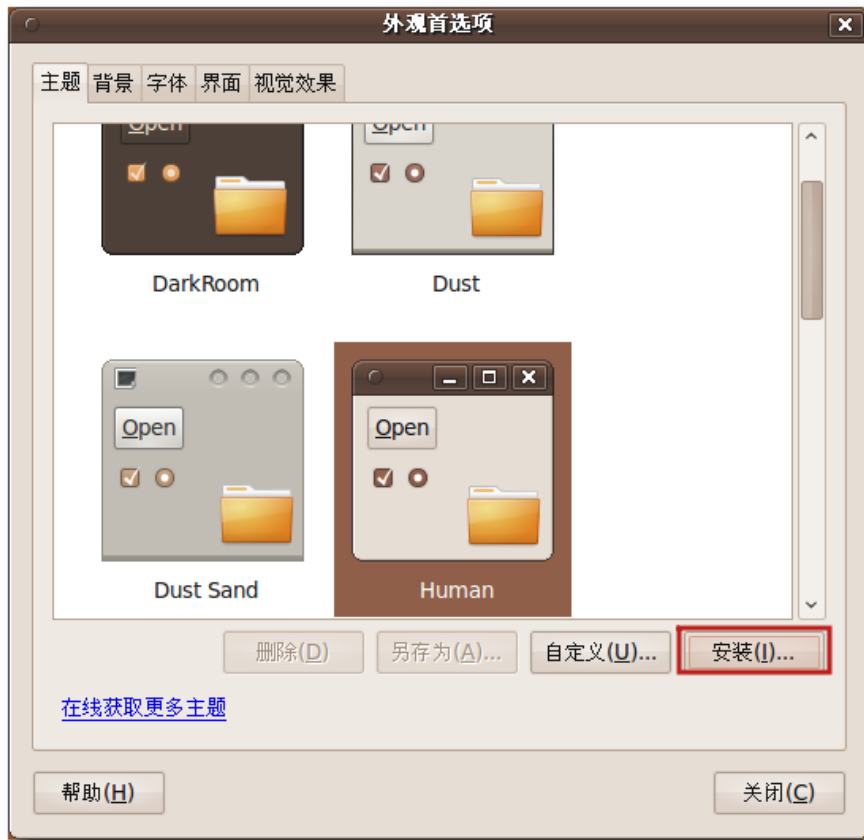 外观首选项
主题 背景 字体 界面 视觉效果
Open Open
DarkRoom Dust
Open Open
Dust Sand Human
删除(D) 另存为(A)... 自定义(U)... 安装(I)...
在线获取更多主题
帮助(H) 关闭(C)